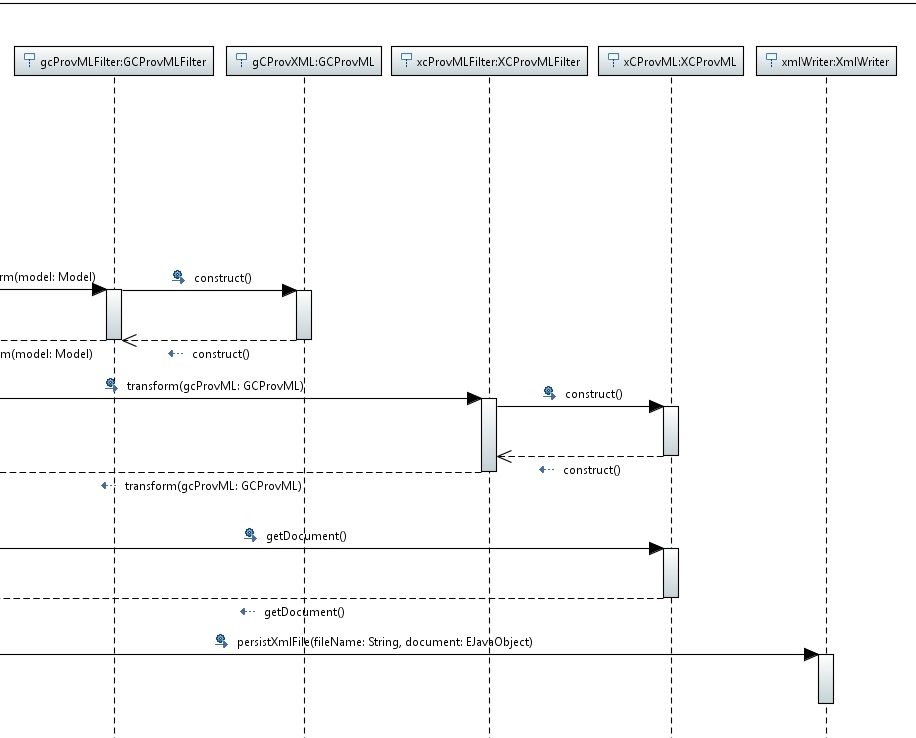 gcProvMLFilter:GCProvMLFilter
gCProvXML:GCProvML
xcProvMLFilter:XCProvMLFilter
xCProvML:XCProvML
xmlWriter:XmlWriter
rm(model: Model)
construct()
m(model: Model)
construct()
transform(gcProvML: GCProvML)
construct()
construct()
transform(gcProvML: GCProvML)
getDocument()
getDocument()
persistXmlFile(fileName: String, document: EJavaObject)